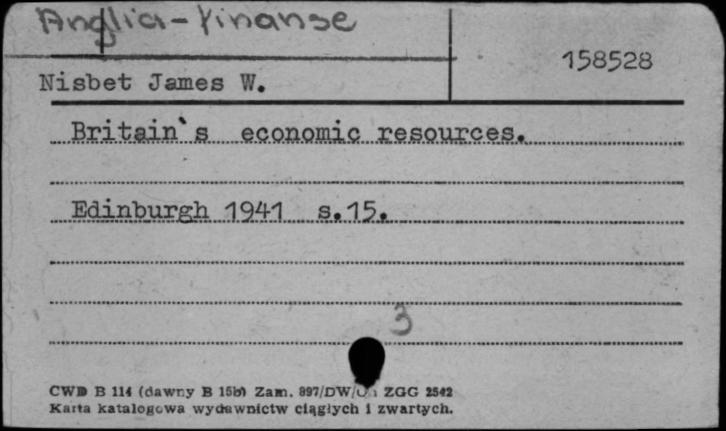 Anglia-finanse
158528
Nisbet James W.
Britain's economic resources.
Edinburgh 1941 s.15.
3
CWD B 114 (dawny B 15b) Zam. 897/DW/ ZGG 2542
Karta katalogowa wydawnictw ciągłych i zwartych.